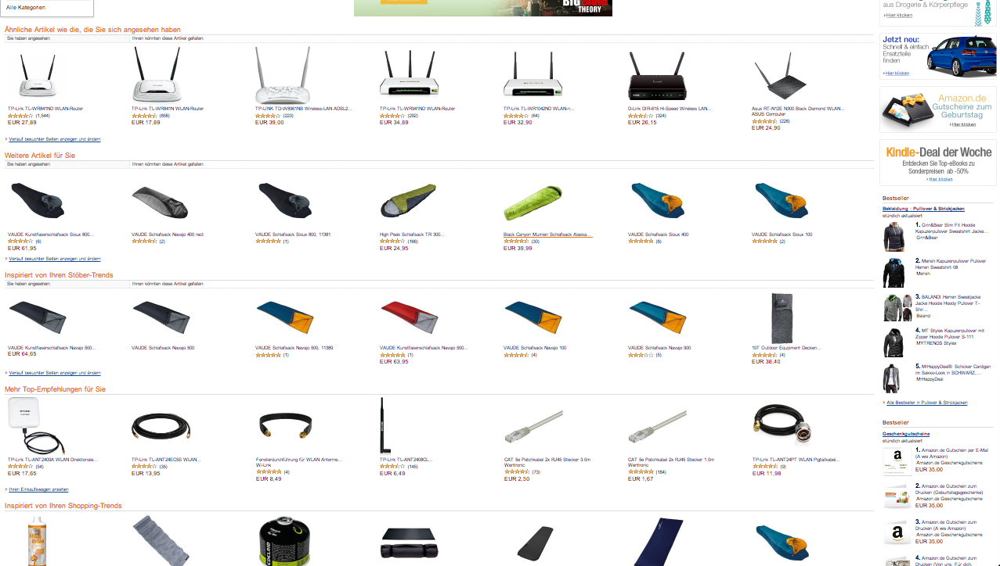 Alle Kategorien
BIG BANG
THEORY
Ähnliche Artikel wie die, die Sie sich angesehen haben
Sie haben angesehen:
Ihnen könnten diese Artikel gefallen:
TP-Link TL-WR841ND WLAN-Router
(1,544)
EUR 27,89
TP-Link TL-WR841N WLAN-Router
(858)
EUR 17,89
TP-LINK TD-W8961NB Wireless-LAN ADSL2...
(223)
EUR 39,00
TP-Link TL-WR941ND WLAN-Router
(292)
EUR 34,89
TP-Link TL-WR1042ND WLAN-n...
(64)
EUR 32,90
D-Link DIR-615 Hi-Speed Wireless LAN...
(324)
EUR 26,15
Asus RT-N12E N300 Black Diamond WLAN...
ASUS Computer
(226)
EUR 24,90
Verlauf besuchter Seiten anzeigen und ändern
Weitere Artikel für Sie
Sie haben angesehen:
Ihnen könnten diese Artikel gefallen:
VAUDE Kunstfaserschlafsack Sioux 800...
(6)
EUR 61,95
VAUDE Schlafsack Navajo 400 rect
(2)
VAUDE Schlafsack Sioux 800, 11381
(1)
High Peak Schlafsack TR 300...
(166)
EUR 24,95
Black Canyon Mumien Schlafsack Alaska...
(30)
EUR 39,99
VAUDE Schlafsack Sioux 400
(8)
VAUDE Schlafsack Sioux 100
(2)
Verlauf besuchter Seiten anzeigen und ändern
Inspiriert von Ihren Stöber-Trends
Sie haben angesehen:
Ihnen könnten diese Artikel gefallen:
VAUDE Kunstfaserschlafsack Navajo 500...
EUR 64,65
VAUDE Schlafsack Navajo 500
VAUDE Schlafsack Navajo 500, 11389
(1)
VAUDE Kunstfaserschlafsack Navajo 500...
(1)
EUR 63,95
VAUDE Schlafsack Navajo 100
(4)
VAUDE Schlafsack Navajo 900
(5)
10T Outdoor Equipment Decken...
(4)
EUR 38,40
Verlauf besuchter Seiten anzeigen und ändern
Mehr Top-Empfehlungen für Sie
TP-Link TL-ANT2409A WLAN Direktionale...
(54)
EUR 17,65
TP-Link TL-ANT24EC5S WLAN...
(35)
EUR 13,95
Fensterdurchführung für WLAN Antenne...
Wi-Link
(4)
EUR 8,49
TP-Link TL-ANT2408CL...
(145)
EUR 6,49
CAT 5e Patchkabel 2x RJ45 Stecker 3.0m
Wentronic
(73)
EUR 2,50
CAT 5e Patchkabel 2x RJ45 Stecker 1.0m
Wentronic
(184)
EUR 1,67
TP-Link TL-ANT24PT WLAN Pigtailkabel...
(9)
EUR 11,98
Ihren Einkaufswagen ansehen
Inspiriert von Ihren Shopping-Trends
aus Drogerie & Körperpflege
Hier klicken
Jetzt neu:
Schnell & einfach
Ersatzteile
finden
Hier klicken
Amazon.de
Gutscheine zum
Geburtstag
Hier klicken
Kindle-Deal der Woche
Entdecken Sie Top-eBooks zu
Sonderpreisen ab -50%
Hier klicken
Bestseller
Bekleidung : Pullover & Strickjacken
stündlich aktualisiert
1. Grin&Bear Slim Fit Hoodie
Kapuzenpullover Sweatshirt Jacke...
Grin&Bear
2. Merish Kapuzenpullover Pulover
Herren Sweatshirt 08
Merish
3. BALANDI Herren Sweatjacke
Jacke Hoodie Hoody Pullover T-
Shir...
Balandi
4. MT Styles Kapuzenpullover mit
Zipper Hoodie Pullover S-111
MYTRENDS Styles
5. MrHappyDeal®: Schicker Cardigan
im Sakko-Look in SCHWARZ,...
MrHappyDeal
Alle Bestseller in Pullover & Strickjacken
Bestseller
Geschenkgutscheine
stündlich aktualisiert
1. Amazon.de Gutschein per E-Mail
(A wie Amazon)
Amazon.de Geschenkgutscheine
EUR 35,00
2. Amazon.de Gutschein zum
Drucken (Geburtstagsgeschenke)
Amazon.de Geschenkgutscheine
EUR 35,00
3. Amazon.de Gutschein zum
Drucken (A wie Amazon)
Amazon.de Geschenkgutscheine
EUR 35,00
4. Amazon.de Gutschein zum
Drucken (Von uns. Für dich.